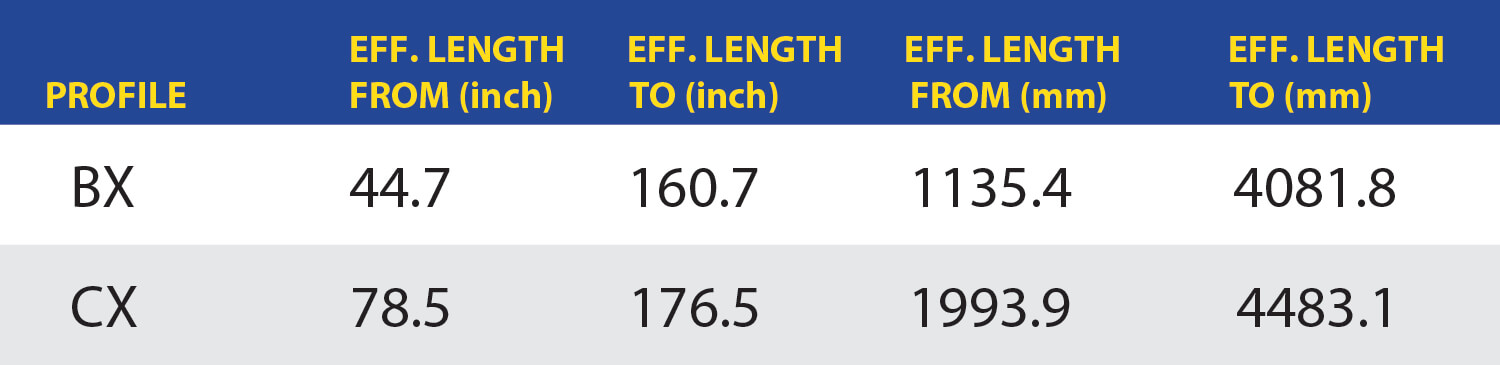 PROFILE EFF. LENGTH FROM (inch) EFF. LENGTH TO (inch) EFF. LENGTH FROM (mm) EFF. LENGTH TO (mm)
BX 44.7 160.7 1135.4 4081.8
CX 78.5 176.5 1993.9 4483.1